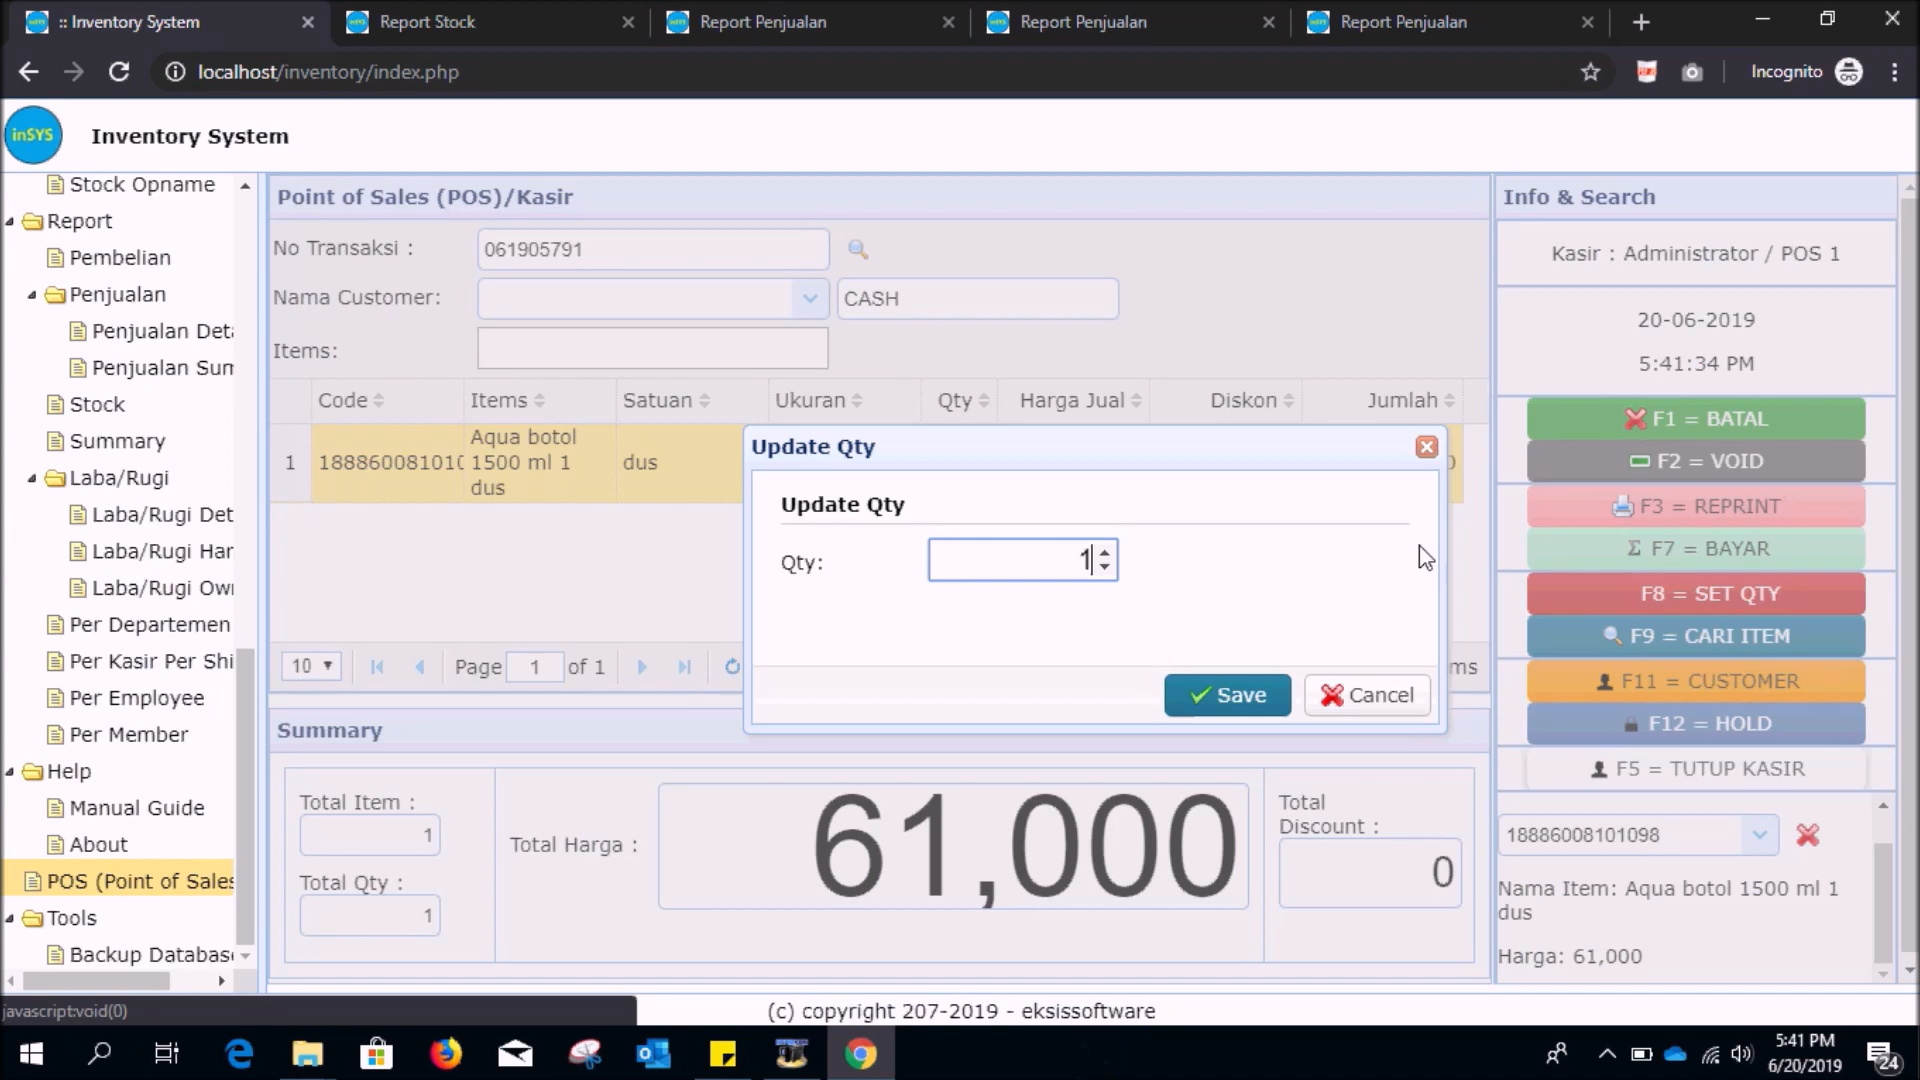 :: Inventory System
Report Stock
Report Penjualan
Report Penjualan
Report Penjualan
localhost/inventory/index.php
Incognito
inSYS
Inventory System
Stock Opname
Report
Pembelian
Penjualan
Penjualan Deta
Penjualan Sum
Stock
Summary
Laba/Rugi
Laba/Rugi Det
Laba/Rugi Har
Laba/Rugi Ow
Per Departemen
Per Kasir Per Shi
Per Employee
Per Member
Help
Manual Guide
About
POS (Point of Sales
Tools
Backup Databas
Point of Sales (POS)/Kasir
No Transaksi :
061905791
Nama Customer:
CASH
Items:
Code
Items
Satuan
Ukuran
Qty
Harga Jual
Diskon
Jumlah
1
188860081010
Aqua botol
1500 ml 1
dus
dus
Update Qty
Update Qty
Qty:
1
Save
Cancel
10
Page
1
of 1
ms
Summary
Total Item :
1
Total Qty :
1
Total Harga :
61,000
Total
Discount :
0
Info & Search
Kasir : Administrator / POS 1
20-06-2019
5:41:34 PM
F1 = BATAL
F2 = VOID
F3 = REPRINT
Σ F7 = BAYAR
F8 = SET QTY
F9 = CARI ITEM
F11 = CUSTOMER
F12 = HOLD
F5 = TUTUP KASIR
18886008101098
Nama Item: Aqua botol 1500 ml 1
dus
Harga: 61,000
javascript:void(0)
(c) copyright 207-2019 - eksissoftware
5:41 PM
6/20/2019
24